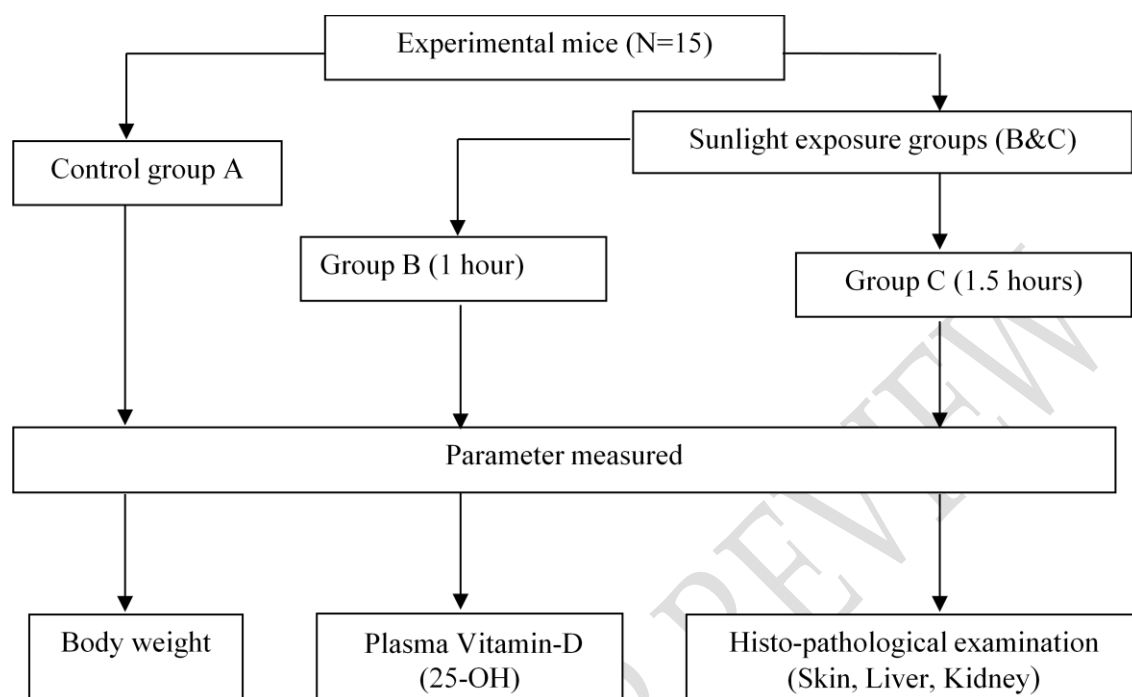 Experimental mice (N=15)
Control group A
Sunlight exposure groups (B&C)
Group B (1 hour)
Group C (1.5 hours)
Parameter measured
Body weight
Plasma Vitamin-D
(25-OH)
Histo-pathological examination
(Skin, Liver, Kidney)
REVIEW